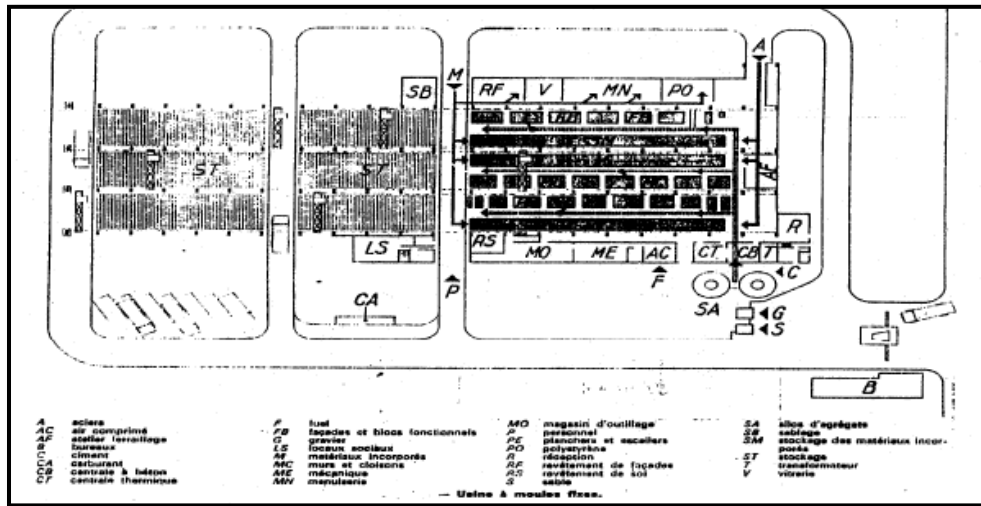 A
M
SB
RF V MN PO
ST
ST
R
LS
RS
MO ME AC CT CB T
C
P
F
CA
SA
G
S
B
A aciers
AC air comprimé
AF atelier ferraillage
B bureaux
C ciment
CA carburant
CB centrale à béton
CT centrale thermique
F fuel
FB façades et blocs fonctionnels
G gravier
LS locaux sociaux
M matériaux incorporés
MC murs et cloisons
ME mécanique
MN menuiserie
MO magasin d'outillage
P personnel
PE planchers et escaliers
PO polystyrène
R réception
RF revêtement de façades
RS revêtement de sol
S sable
SA silos d'agrégats
SB sablage
SM stockage des matériaux incor-
porés
ST stockage
T transformateur
V vitrerie
— Usine à moules fixes.